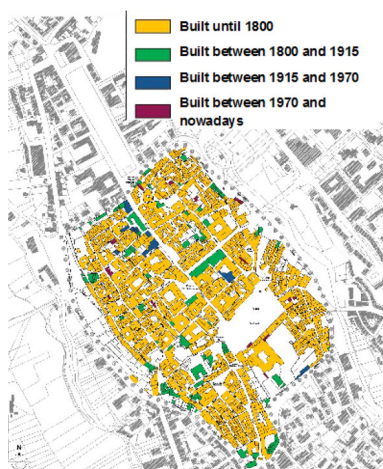 Built until 1800
Built between 1800 and 1915
Built between 1915 and 1970
Built between 1970 and
nowadays
N